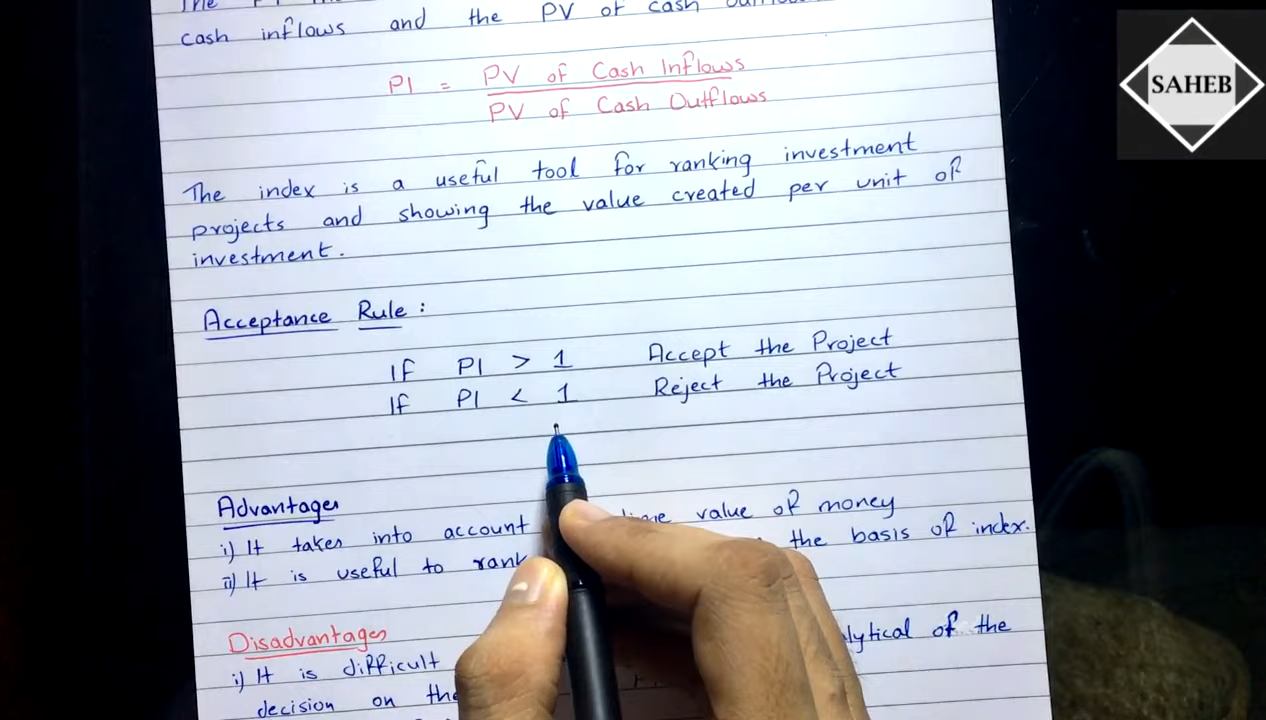 cash inflows and the PV of cash
PI = PV of Cash Inflows
PV of Cash Outflows
The index is a useful tool for ranking investment
projects and showing the value created per unit of
investment.
Acceptance Rule :
If PI > 1 Accept the Project
If PI < 1 Reject the Project
Advantages
i) It takes into account time value of money
ii) It is useful to rank the basis of index.
Disadvantages
i) It is difficult of the
decision on the
SAHEB